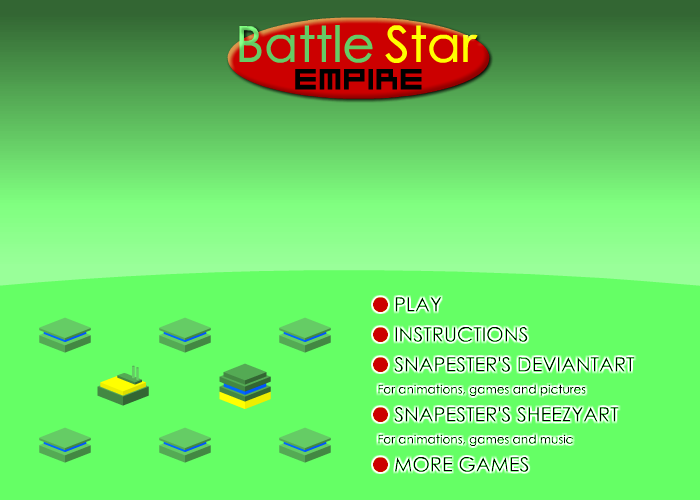 Battle Star
EMPIRE
PLAY
INSTRUCTIONS
SNAPESTER'S DEVIANTART
For animations, games and pictures
SNAPESTER'S SHEEZYART
For animations, games and music
MORE GAMES